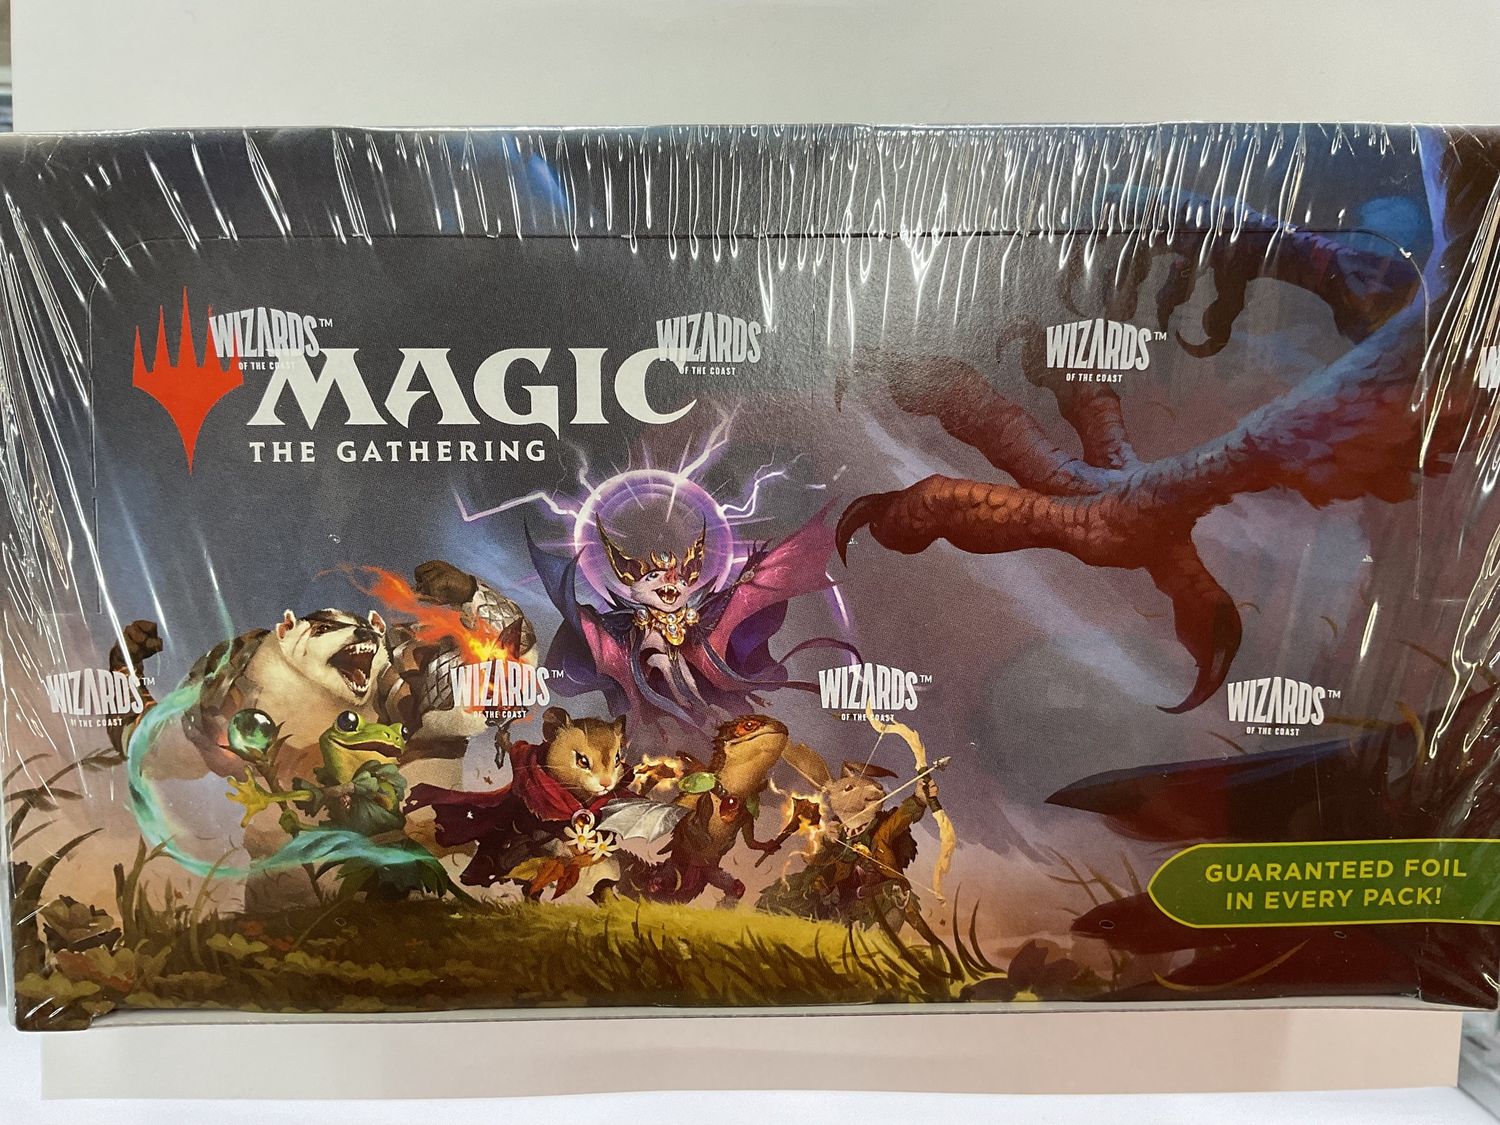 WIZARDS™
OF THE COAST
WIZARDS™
OF THE COAST
WIZARDS™
OF THE COAST
MAGIC
THE GATHERING
WIZARDS™
OF THE COAST
WIZARDS™
OF THE COAST
WIZARDS™
OF THE COAST
WIZARDS™
OF THE COAST
GUARANTEED FOIL
IN EVERY PACK!